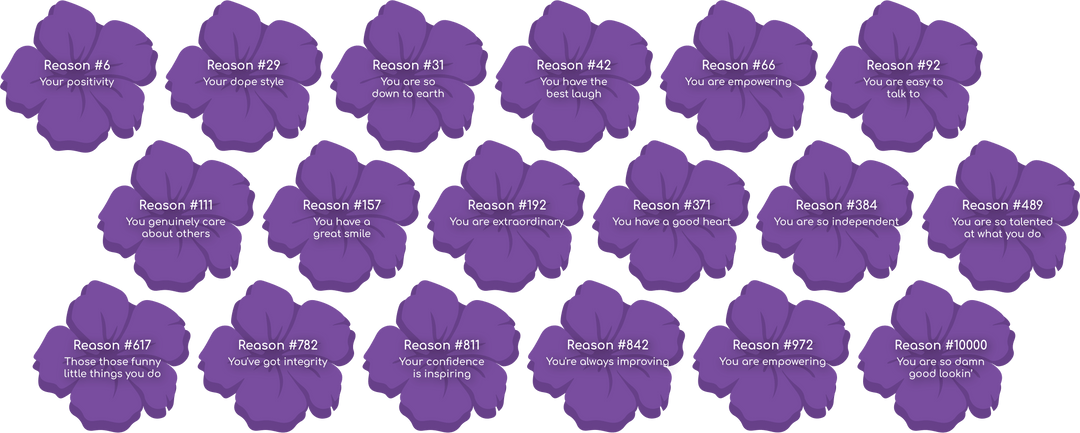 Reason #6
Your positivity
Reason #29
Your dope style
Reason #31
You are so
down to earth
Reason #42
You have the
best laugh
Reason #66
You are empowering
Reason #92
You are easy to
talk to
Reason #111
You genuinely care
about others
Reason #157
You have a
great smile
Reason #192
You are extraordinary
Reason #371
You have a good heart
Reason #384
You are so independent
Reason #489
You are so talented
at what you do
Reason #617
Those those funny
little things you do
Reason #782
You've got integrity
Reason #811
Your confidence
is inspiring
Reason #842
You're always improving
Reason #972
You are empowering
Reason #10000
You are so damn
good lookin'